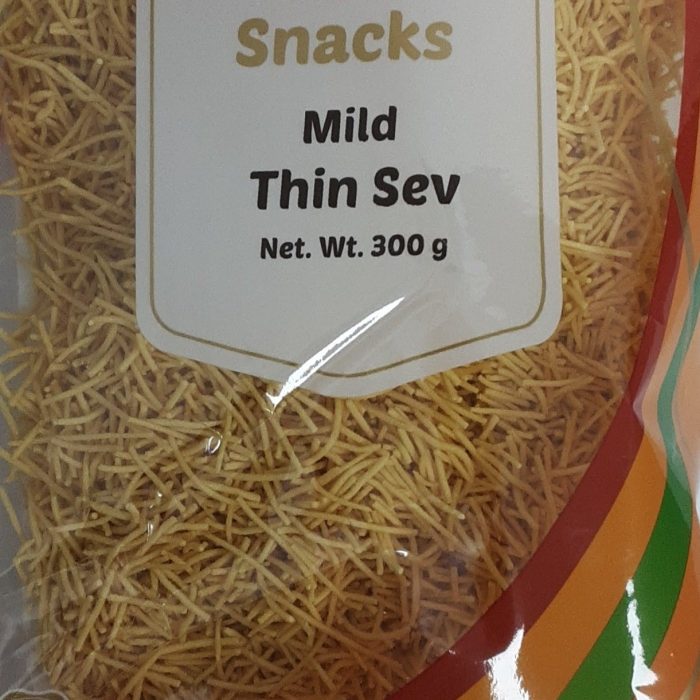 Snacks
Mild
Thin Sev
Net. Wt. 300 g